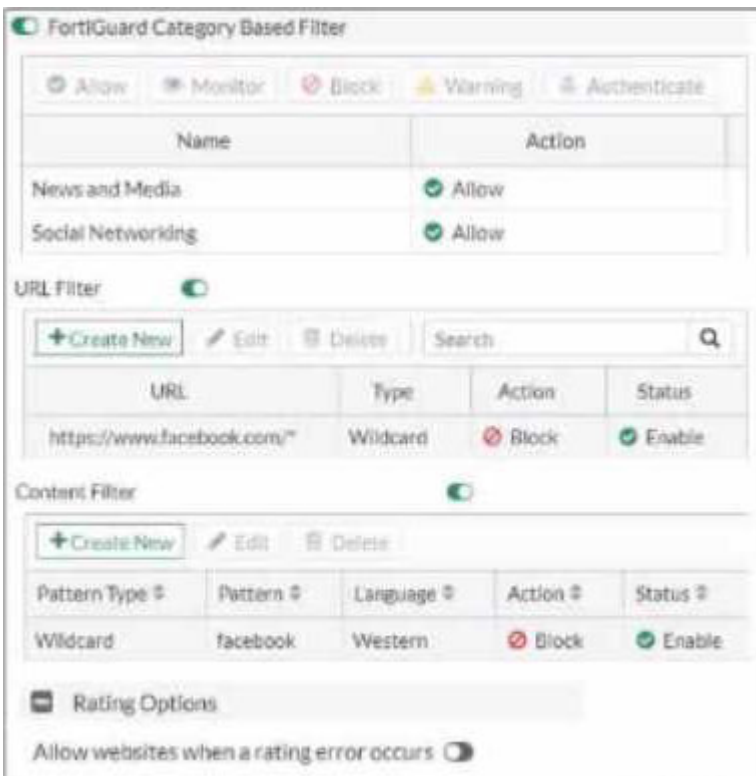 FortiGuard Category Based Filter
Allow Monitor Block Warning Authenticate
Name Action
News and Media Allow
Social Networking Allow
URL Filter
+Create New Edit Delete Search
URL Type Action Status
https://www.facebook.com/* Wildcard Block Enable
Content Filter
+Create New Edit Delete
Pattern Type Pattern Language Action Status
Wildcard facebook Western Block Enable
Rating Options
Allow websites when a rating error occurs